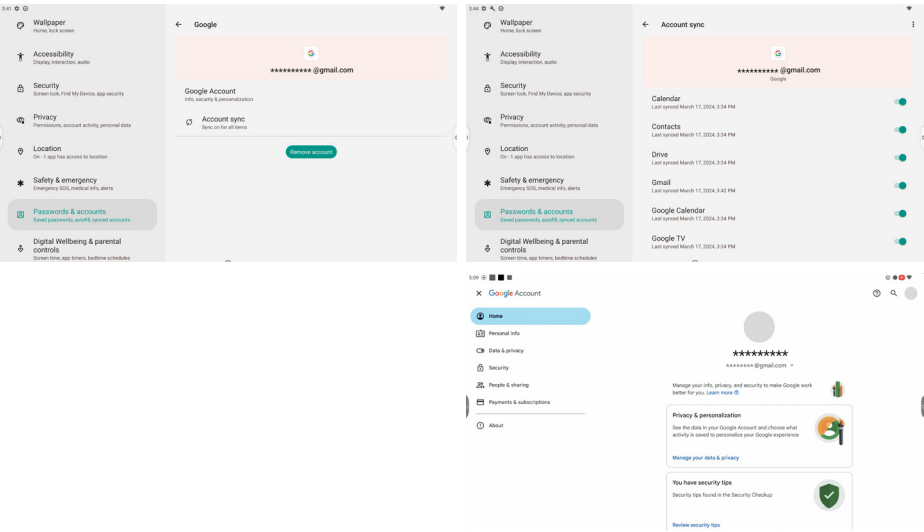 3:41
Wallpaper
Home, lock screen
Accessibility
Display, interaction, audio
Security
Screen lock, Find My Device, app security
Privacy
Permissions, account activity, personal data
Location
On - 1 app has access to location
Safety & emergency
Emergency SOS, medical info, alerts
Passwords & accounts
Saved passwords, autofill, synced accounts
Digital Wellbeing & parental
controls
Screen time, app timers, bedtime schedules
← Google
G
********** @gmail.com
Google Account
Info, security & personalization
Account sync
Sync on for all items
Remove account
3:44
Wallpaper
Home, lock screen
Accessibility
Display, interaction, audio
Security
Screen lock, Find My Device, app security
Privacy
Permissions, account activity, personal data
Location
On - 1 app has access to location
Safety & emergency
Emergency SOS, medical info, alerts
Passwords & accounts
Saved passwords, autofill, synced accounts
Digital Wellbeing & parental
controls
Screen time, app timers, bedtime schedules
← Account sync
G
********** @gmail.com
Google
Calendar
Last synced March 17, 2024, 3:34 PM
Contacts
Last synced March 17, 2024, 3:34 PM
Drive
Last synced March 17, 2024, 3:34 PM
Gmail
Last synced March 17, 2024, 3:42 PM
Google Calendar
Last synced March 17, 2024, 3:34 PM
Google TV
Last synced March 17, 2024, 3:34 PM
5:09
Google Account
Home
Personal info
Data & privacy
Security
People & sharing
Payments & subscriptions
About
*********
******** @gmail.com
Manage your info, privacy, and security to make Google work
better for you. Learn more
Privacy & personalization
See the data in your Google Account and choose what
activity is saved to personalize your Google experience
Manage your data & privacy
You have security tips
Security tips found in the Security Checkup
Review security tips